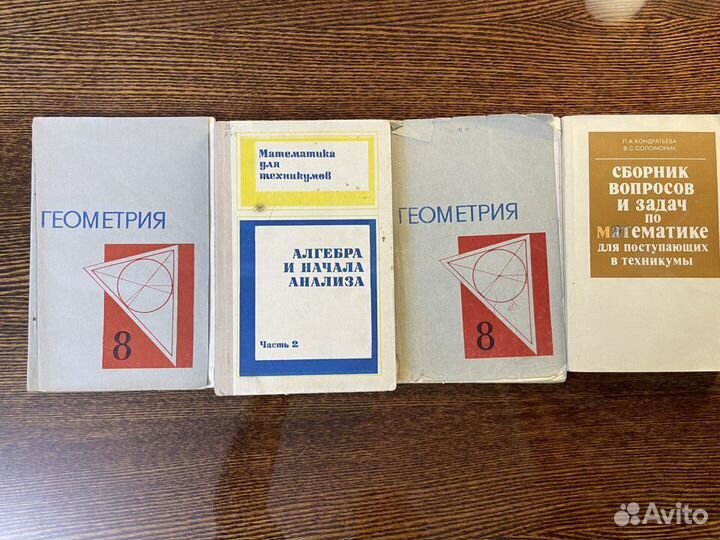 ГЕОМЕТРИЯ
8
Математика
для
техникумов
АЛГЕБРА
И НАЧАЛА
АНАЛИЗА
Часть 2
ГЕОМЕТРИЯ
8
Л.А.КОНДРАТЬЕВА
В.С.СОЛОМОНИК
СБОРНИК
ВОПРОСОВ
И ЗАДАЧ
ПО
МАТЕМАТИКЕ
ДЛЯ ПОСТУПАЮЩИХ
В ТЕХНИКУМЫ
Avito